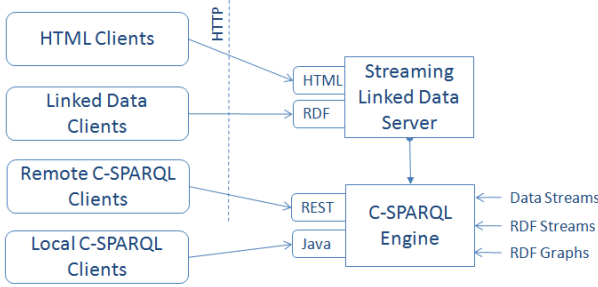 HTML Clients
HTTP
HTML
Streaming
Linked Data
Server
Linked Data
Clients
RDF
Remote C-SPARQL
Clients
REST
C-SPARQL
Engine
Data Streams
RDF Streams
RDF Graphs
Local C-SPARQL
Clients
Java